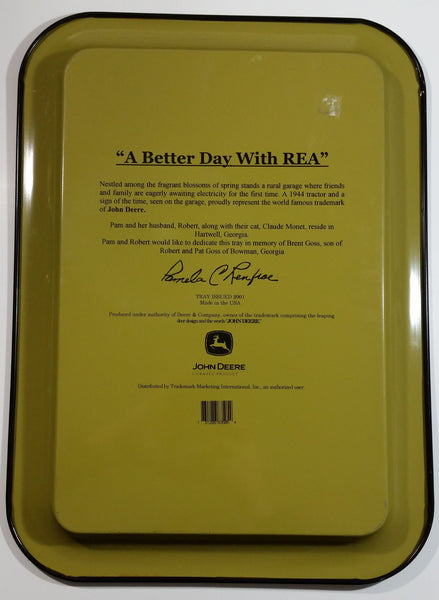 “A Better Day With REA”
Nestled among the fragrant blossoms of spring stands a rural garage where friends
and family are eagerly awaiting electricity for the first time. A 1944 tractor and a
sign of the time, seen on the garage, proudly represent the world famous trademark
of John Deere.
Pam and her husband, Robert, along with their cat, Claude Monet, reside in
Hartwell, Georgia.
Pam and Robert would like to dedicate this tray in memory of Brent Goss, son of
Robert and Pat Goss of Bowman, Georgia
Pamela C Renfroe
TRAY ISSUED 2001
Made in the USA
Produced under authority of Deere & Company, owner of the trademark comprising the leaping
deer design and the words "JOHN DEERE."
JOHN DEERE
LICENSED PRODUCT
Distributed by Trademark Marketing International, Inc., an authorized user.